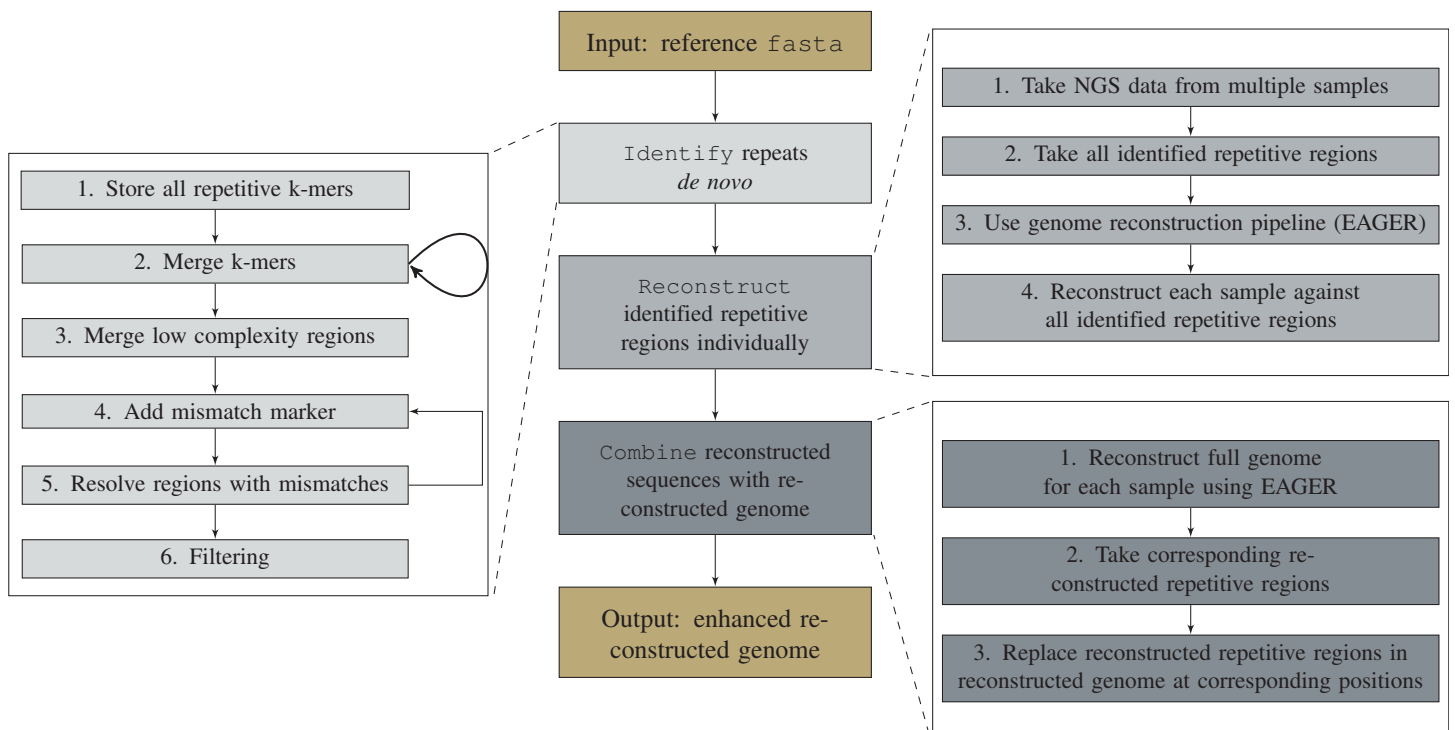 Input: reference fasta
Identify repeats
de novo
Reconstruct
identified repetitive
regions individually
Combine reconstructed
sequences with re-
constructed genome
Output: enhanced re-
constructed genome
1. Store all repetitive k-mers
2. Merge k-mers
3. Merge low complexity regions
4. Add mismatch marker
5. Resolve regions with mismatches
6. Filtering
1. Take NGS data from multiple samples
2. Take all identified repetitive regions
3. Use genome reconstruction pipeline (EAGER)
4. Reconstruct each sample against
all identified repetitive regions
1. Reconstruct full genome
for each sample using EAGER
2. Take corresponding re-
constructed repetitive regions
3. Replace reconstructed repetitive regions in
reconstructed genome at corresponding positions